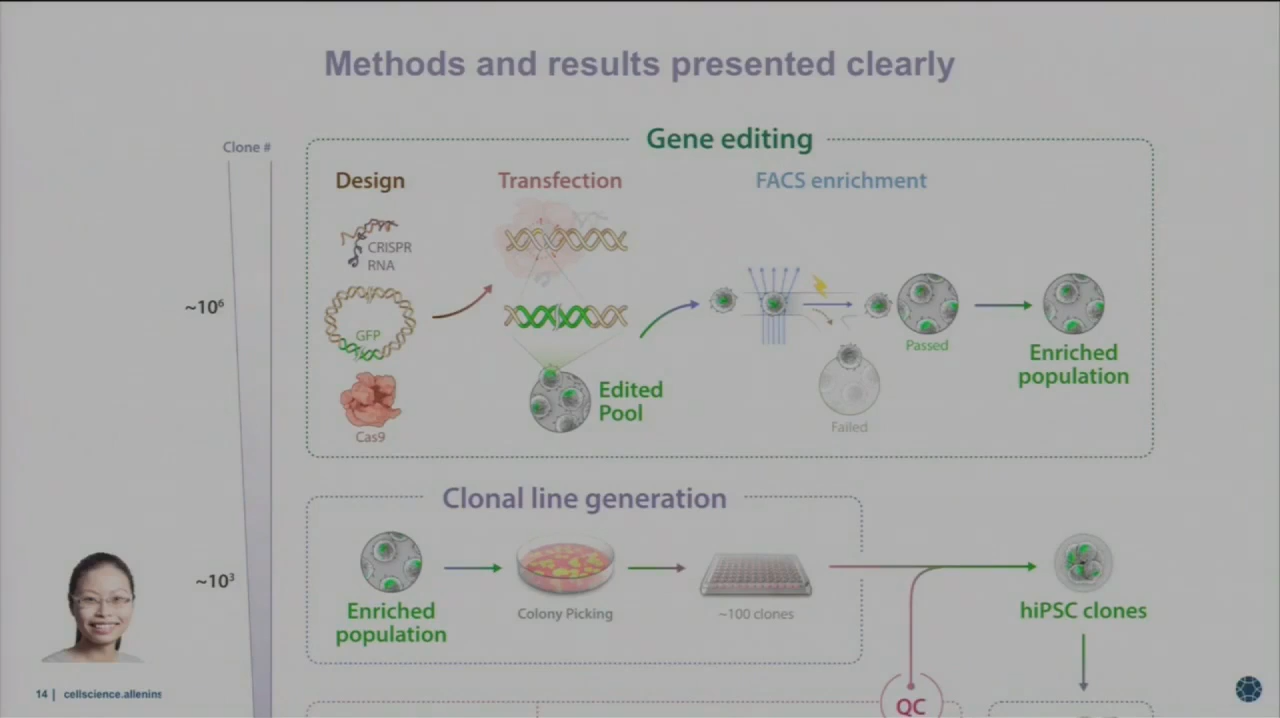 Methods and results presented clearly
Clone #
Gene editing
Design
Transfection
FACS enrichment
CRISPR
RNA
~10⁶
GFP
Passed
Enriched
population
Edited
Pool
Cas9
Failed
Clonal line generation
~10³
Enriched
population
Colony Picking
~100 clones
hiPSC clones
14 | cellscience.allenins
QC